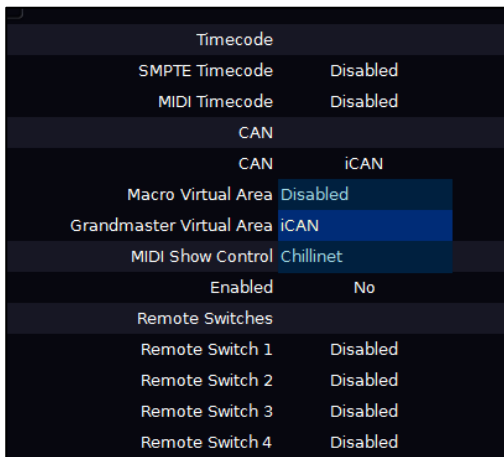 Timecode
SMPTE Timecode Disabled
MIDI Timecode Disabled
CAN
CAN iCAN
Macro Virtual Area Disabled
Grandmaster Virtual Area iCAN
MIDI Show Control Chillinet
Enabled No
Remote Switches
Remote Switch 1 Disabled
Remote Switch 2 Disabled
Remote Switch 3 Disabled
Remote Switch 4 Disabled